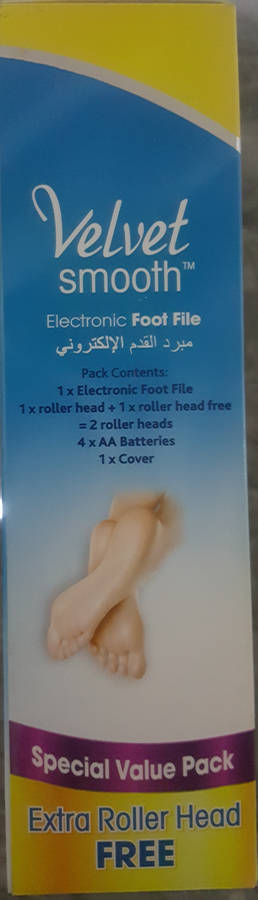 Velvet
smooth™
Electronic Foot File
مبرد القدم الإلكتروني
Pack Contents:
1 x Electronic Foot File
1 x roller head + 1 x roller head free
= 2 roller heads
4 x AA Batteries
1 x Cover
Special Value Pack
Extra Roller Head
FREE